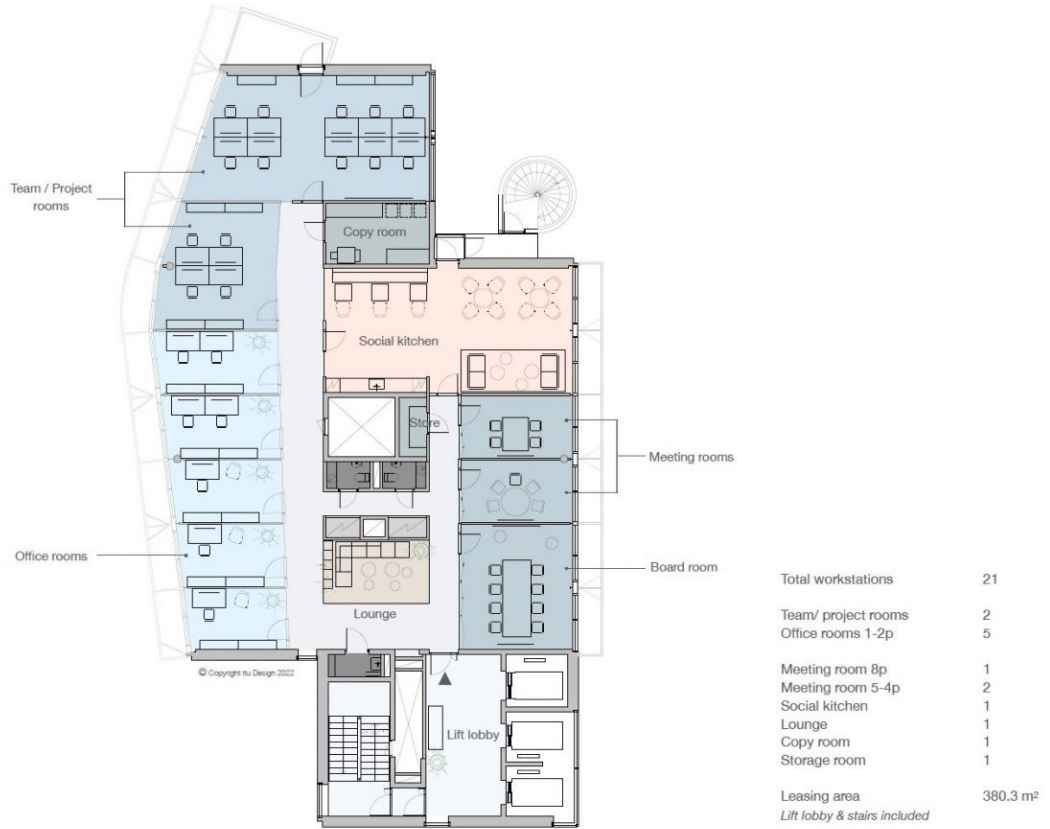 Team / Project
rooms
Copy room
Social kitchen
Store
Meeting rooms
Office rooms
Board room
Lounge
© Copyright itu Design 2022
Lift lobby
Total workstations 21
Team/ project rooms 2
Office rooms 1-2p 5
Meeting room 8p 1
Meeting room 5-4p 2
Social kitchen 1
Lounge 1
Copy room 1
Storage room 1
Leasing area 380.3 m²
Lift lobby & stairs included